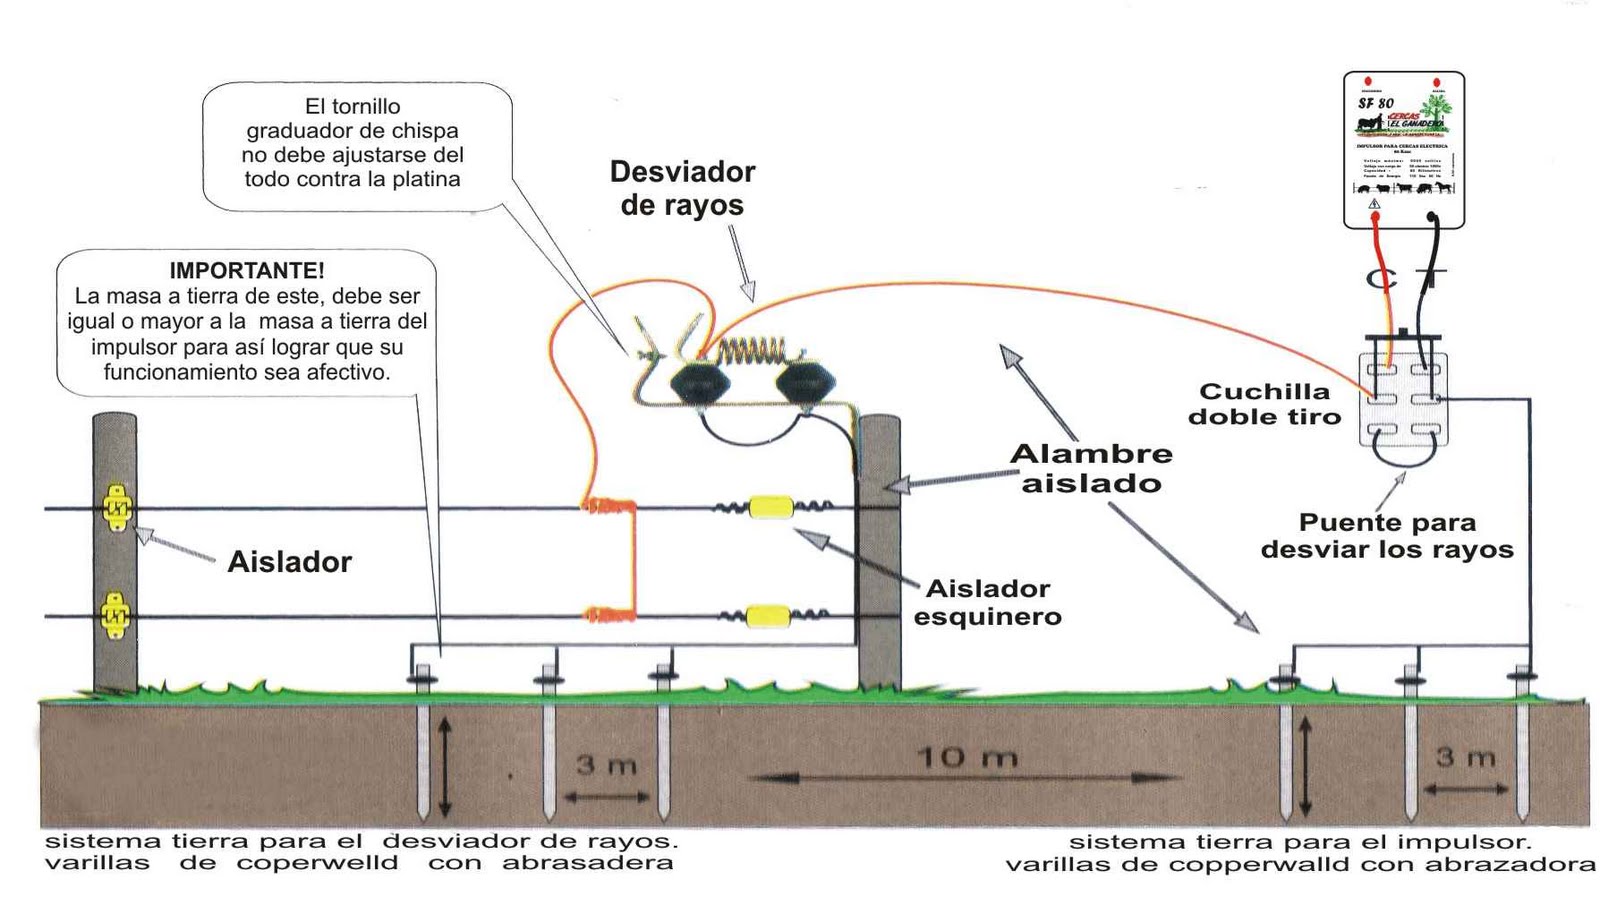 El tornillo
graduador de chispa
no debe ajustarse del
todo contra la platina
Desviador
de rayos
IMPORTANTE!
La masa a tierra de este, debe ser
igual o mayor a la masa a tierra del
impulsor para así lograr que su
funcionamiento sea afectivo.
SF 80
CERCAS
EL GANADERO
IMPULSOR PARA CERCAS ELECTRICA
C T
Cuchilla
doble tiro
Alambre
aislado
Puente para
desviar los rayos
Aislador
Aislador
esquinero
3 m
10 m
3 m
sistema tierra para el desviador de rayos.
varillas de coperwelld con abrasadera
sistema tierra para el impulsor.
varillas de copperwalld con abrazadora